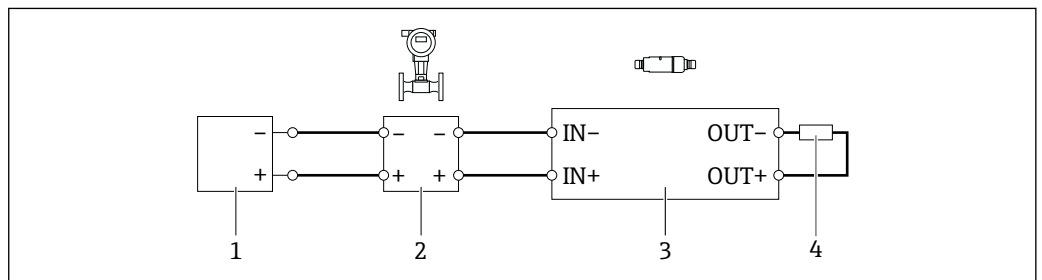 − − − IN− OUT−
+ + + IN+ OUT+
1 2 3 4